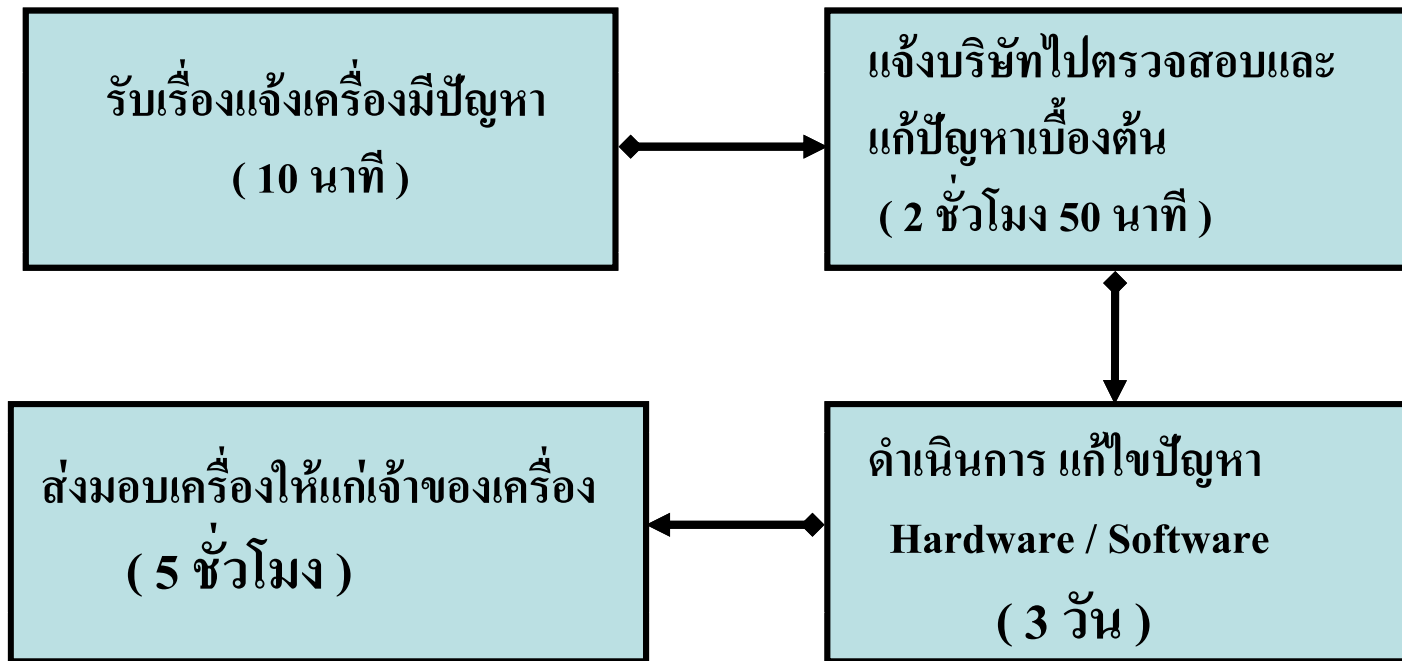 รับเรื่องแจ้งเครื่องมีปัญหา
( 10 นาที )
แจ้งบริษัทไปตรวจสอบและ
แก้ปัญหาเบื้องต้น
( 2 ชั่วโมง 50 นาที )
ดำเนินการ แก้ไขปัญหา
Hardware / Software
( 3 วัน )
ส่งมอบเครื่องให้แก่เจ้าของเครื่อง
( 5 ชั่วโมง )